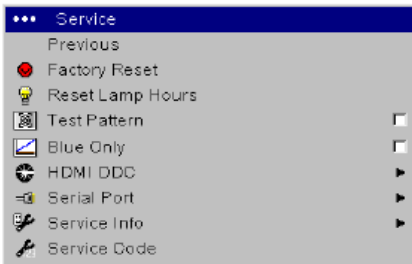 ••• Service
Previous
Factory Reset
Reset Lamp Hours
Test Pattern
Blue Only
HDMI DDC
Serial Port
Service Info
Service Code